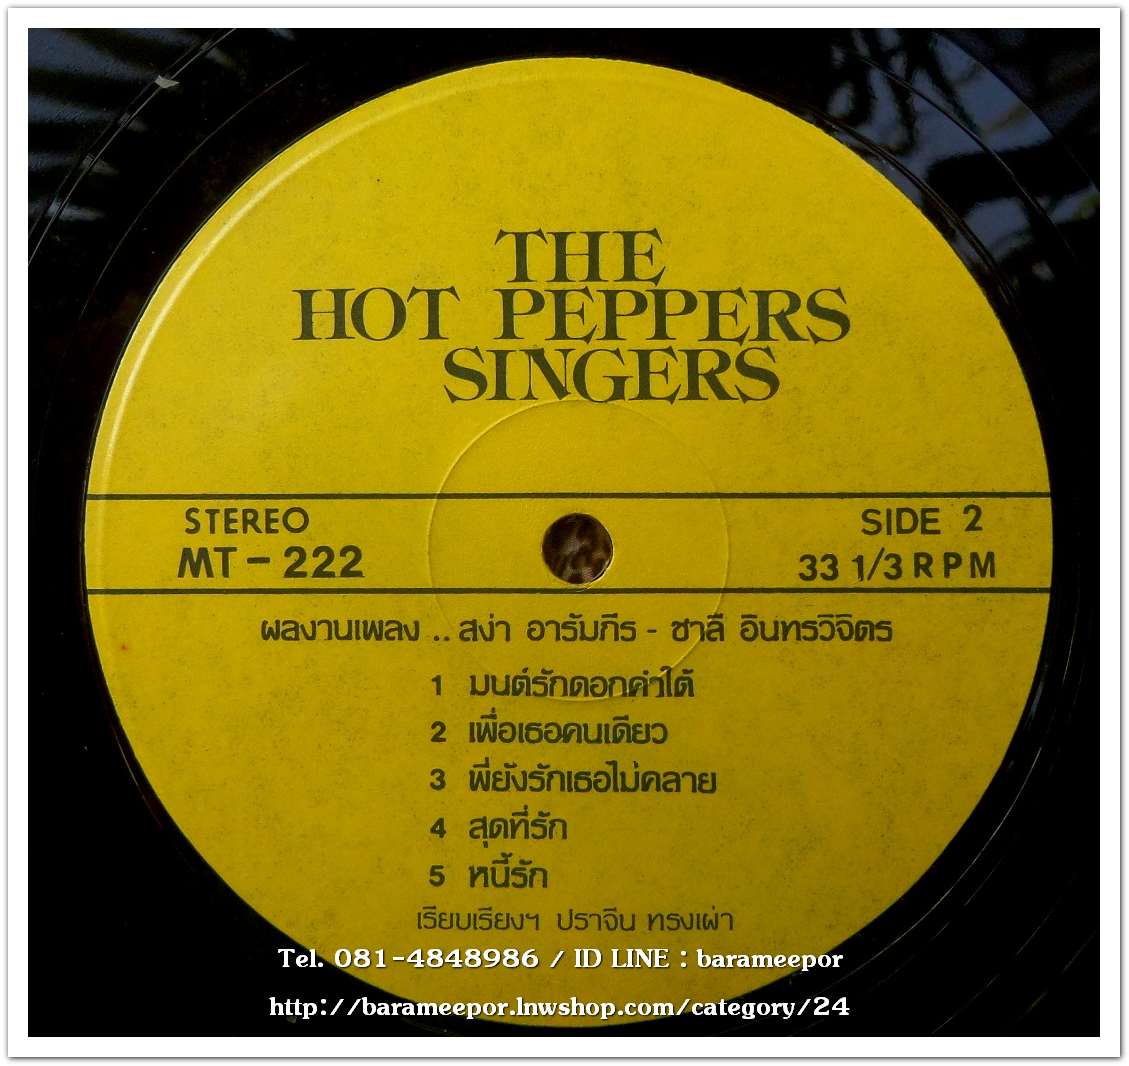 THE
HOT PEPPERS
SINGERS
STEREO
MT-222
SIDE 2
33 1/3 RPM
ผลงานเพลง .. สง่า อารัมภีร - ชาลี อินทรวิจิตร
1 มนต์รักดอกคำใต้
2 เพื่อเธอคนเดียว
3 พี่ยังรักเธอไม่คลาย
4 สุดที่รัก
5 หนี้รัก
เรียบเรียงฯ ปราจีน ทรงเผ่า
Tel. 081-4848986 / ID LINE : barameepor
http://barameepor.lnwshop.com/category/24